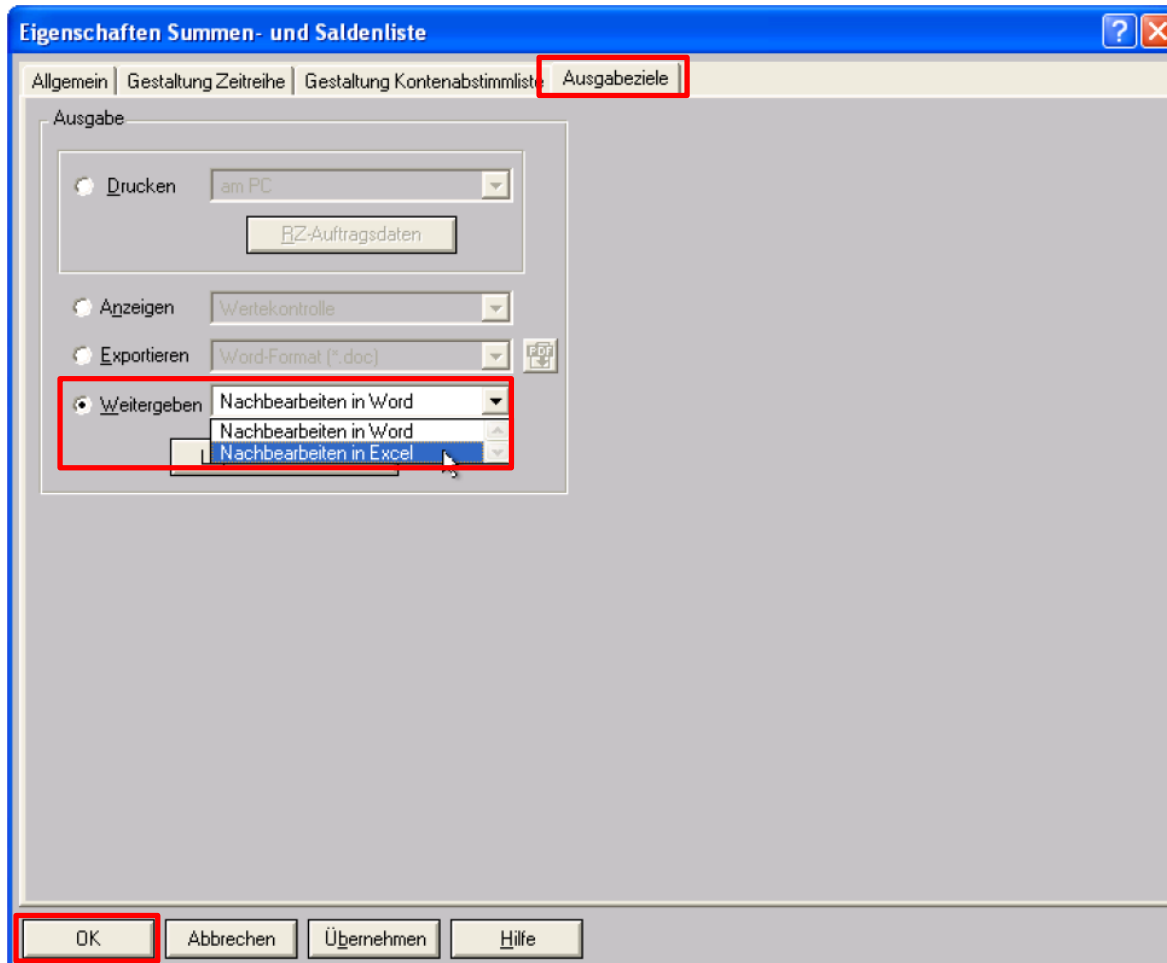 Eigenschaften Summen- und Saldenliste
Allgemein Gestaltung Zeitreihe Gestaltung Kontenabstimmliste Ausgabeziele
Ausgabe
Drucken am PC
RZ-Auftragsdaten
Anzeigen Wertekontrolle
Exportieren Word-Format (*.doc) PDF
Weitergeben Nachbearbeiten in Word
Nachbearbeiten in Word
Nachbearbeiten in Excel
OK Abbrechen Übernehmen Hilfe